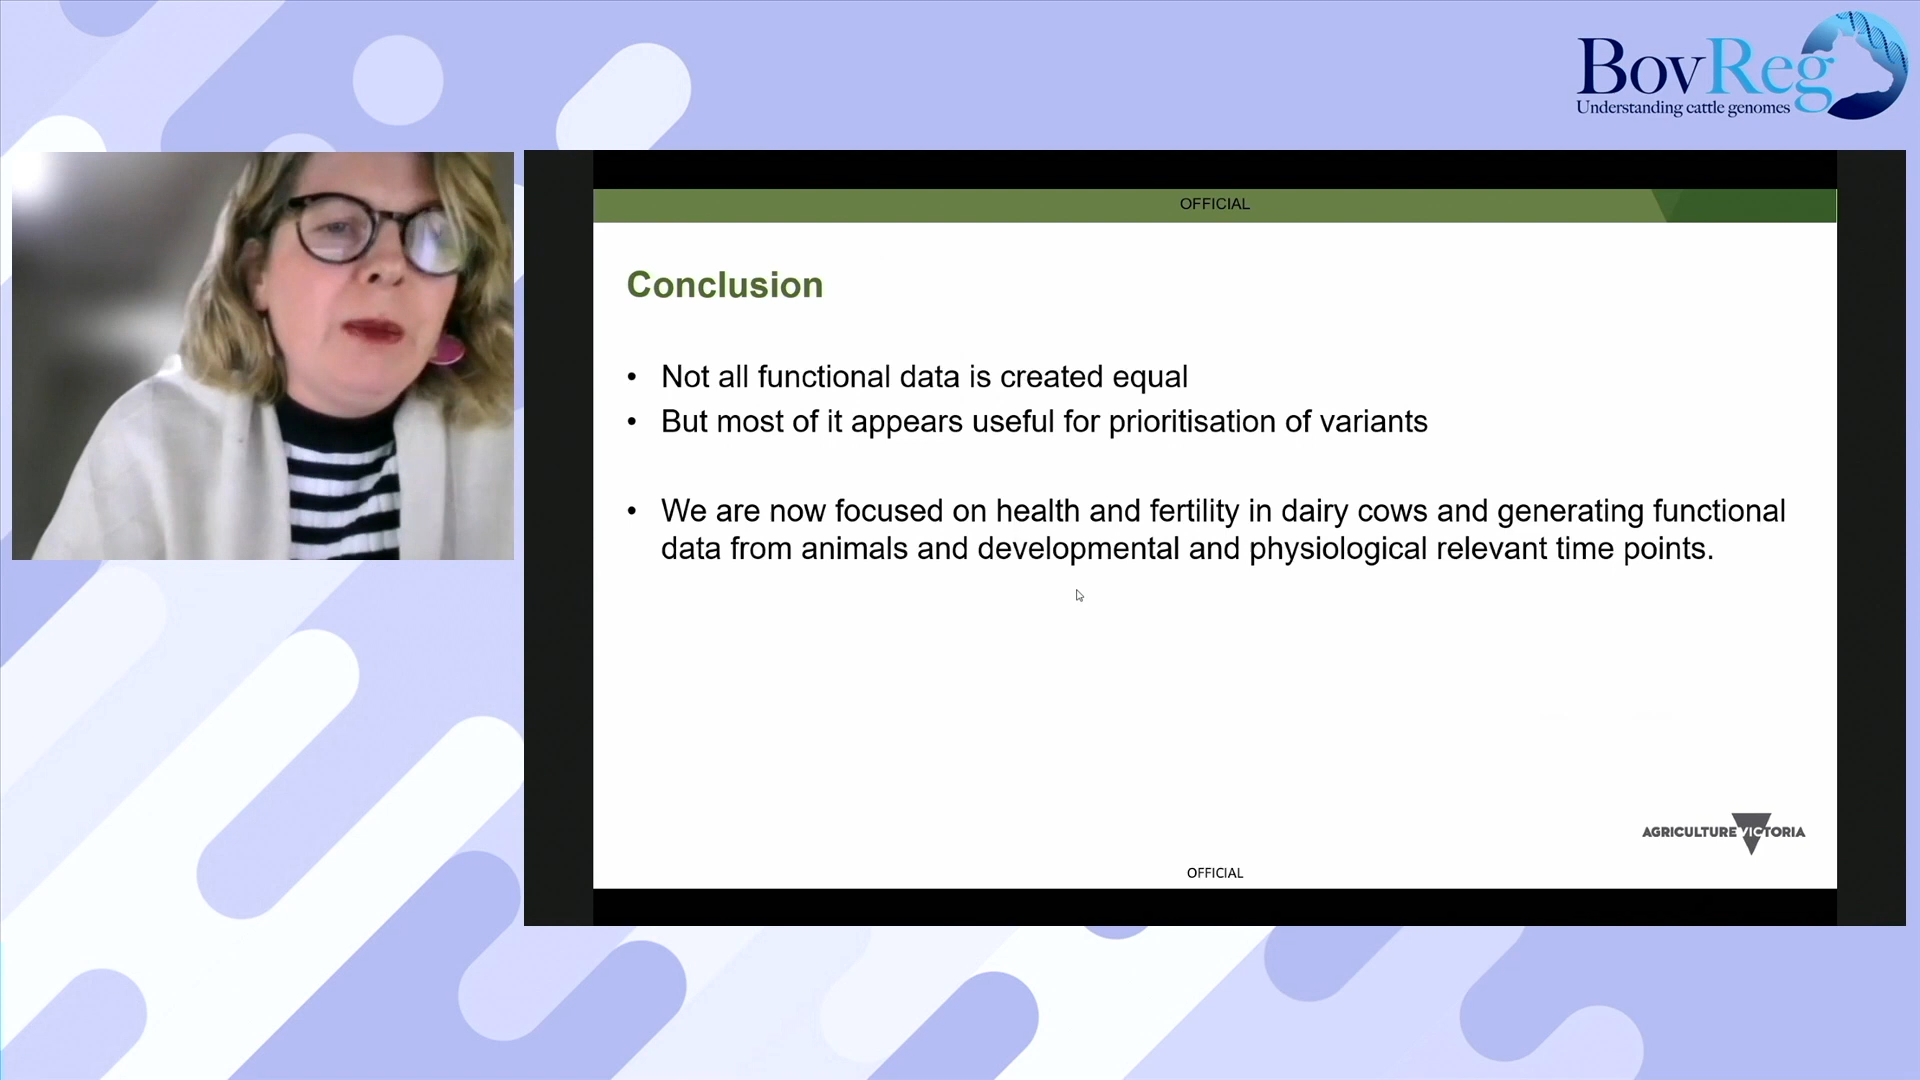 BovReg
Understanding cattle genomes
OFFICIAL
Conclusion
• Not all functional data is created equal
• But most of it appears useful for prioritisation of variants
• We are now focused on health and fertility in dairy cows and generating functional
data from animals and developmental and physiological relevant time points.
AGRICULTURE VICTORIA
OFFICIAL